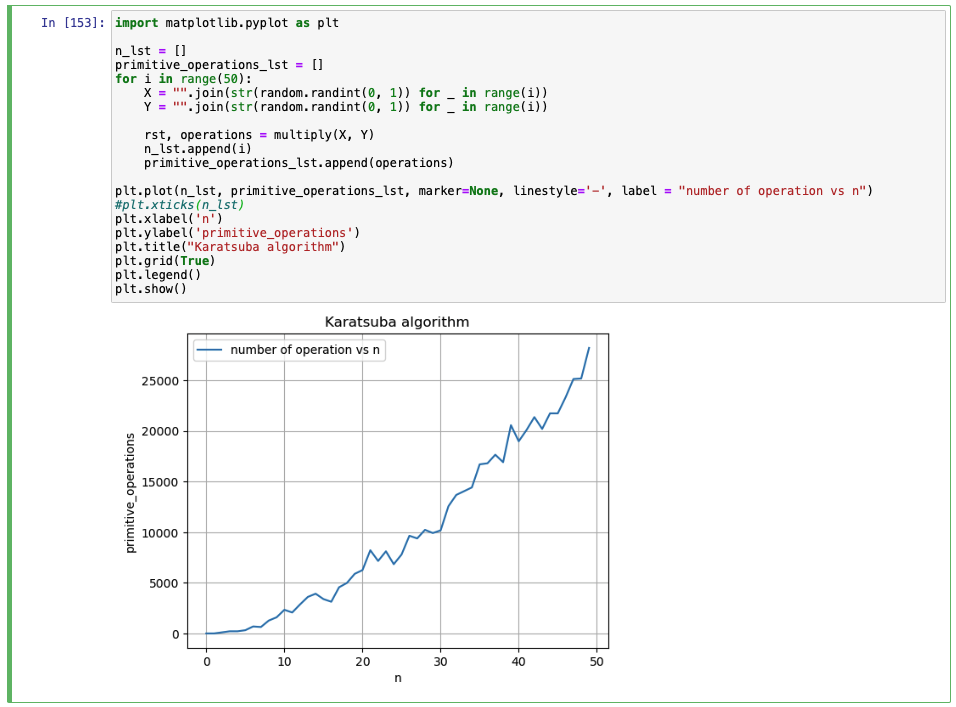 In [153]: import matplotlib.pyplot as plt
n_lst = []
primitive_operations_lst = []
for i in range(50):
    X = "".join(str(random.randint(0, 1)) for _ in range(i))
    Y = "".join(str(random.randint(0, 1)) for _ in range(i))
    rst, operations = multiply(X, Y)
    n_lst.append(i)
    primitive_operations_lst.append(operations)
plt.plot(n_lst, primitive_operations_lst, marker=None, linestyle='-', label = "number of operation vs n")
#plt.xticks(n_lst)
plt.xlabel('n')
plt.ylabel('primitive_operations')
plt.title("Karatsuba algorithm")
plt.grid(True)
plt.legend()
plt.show()
Karatsuba algorithm
number of operation vs n
25000
20000
15000
10000
5000
0
primitive_operations
0 10 20 30 40 50
n